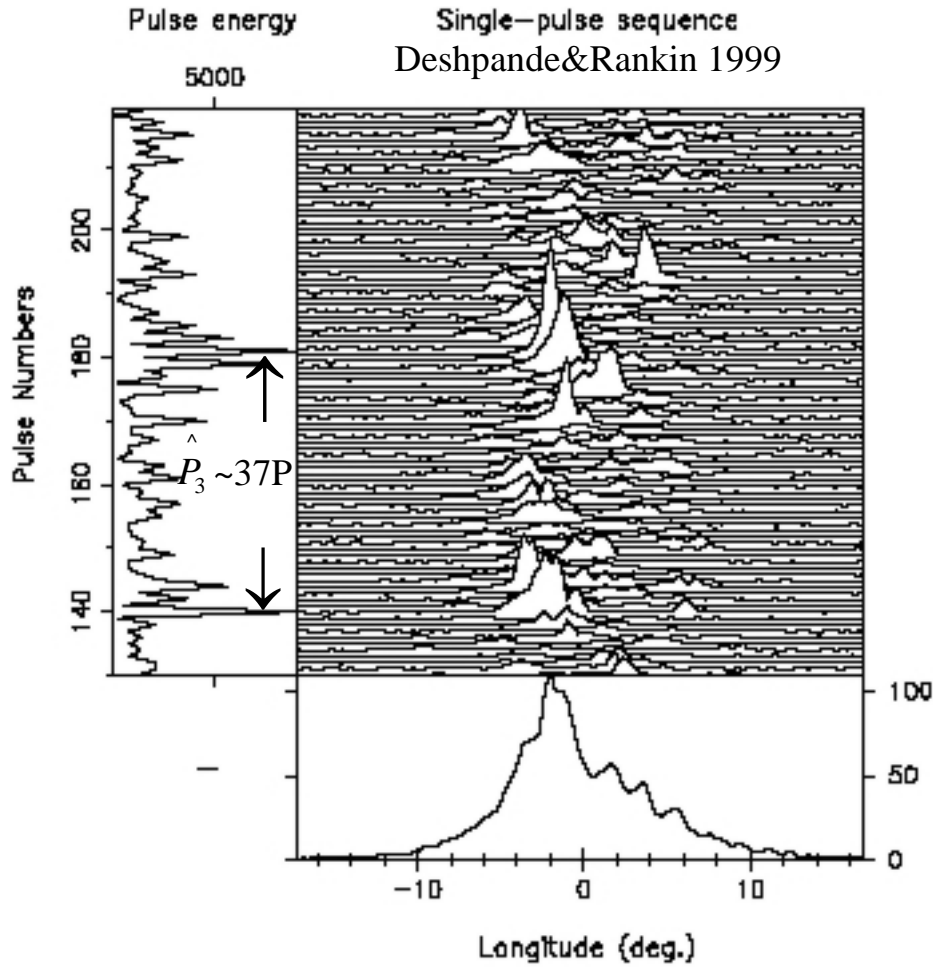 Pulse energy
Single-pulse sequence
Deshpande&Rankin 1999
5000
200
180
160
140
Pulse Numbers
^
P₃ ~37P
100
50
0
-10 0 10
Longitude (deg.)